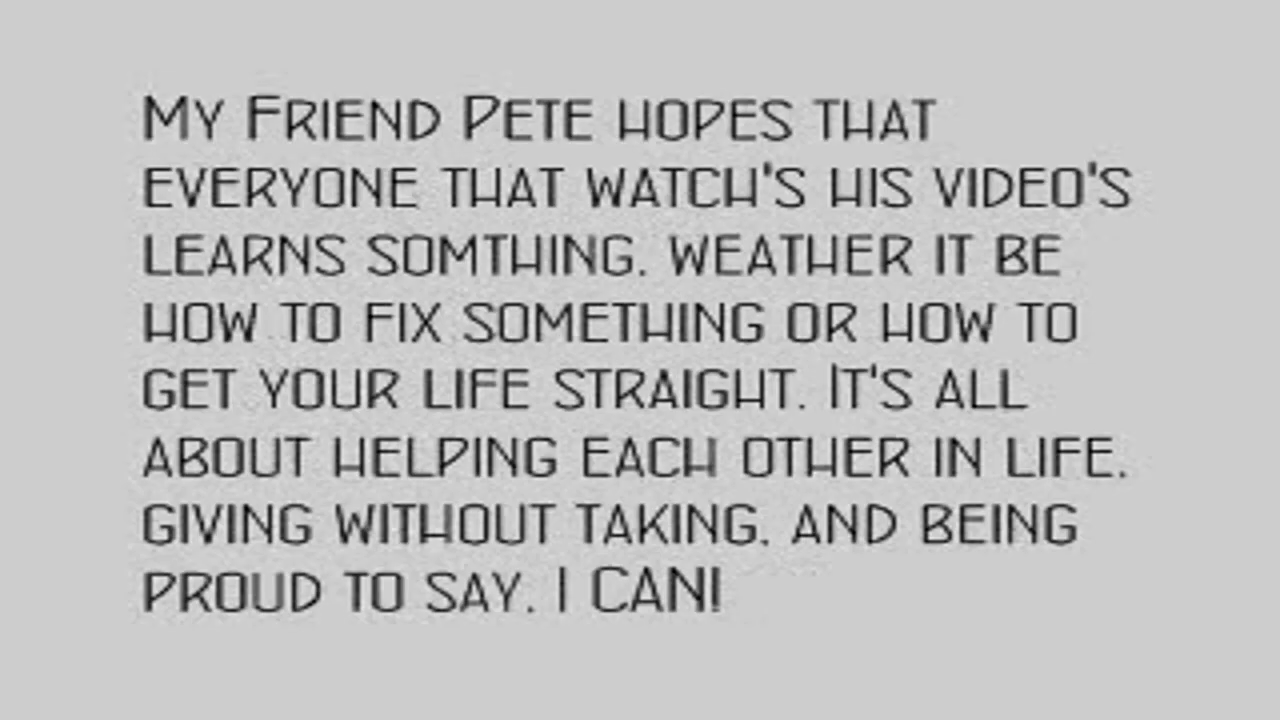 My Friend Pete hopes that
everyone that watch's his video's
learns somthing. weather it be
how to fix something or how to
get your life straight. It's all
about helping each other in life.
giving without taking. and being
proud to say. I CAN!